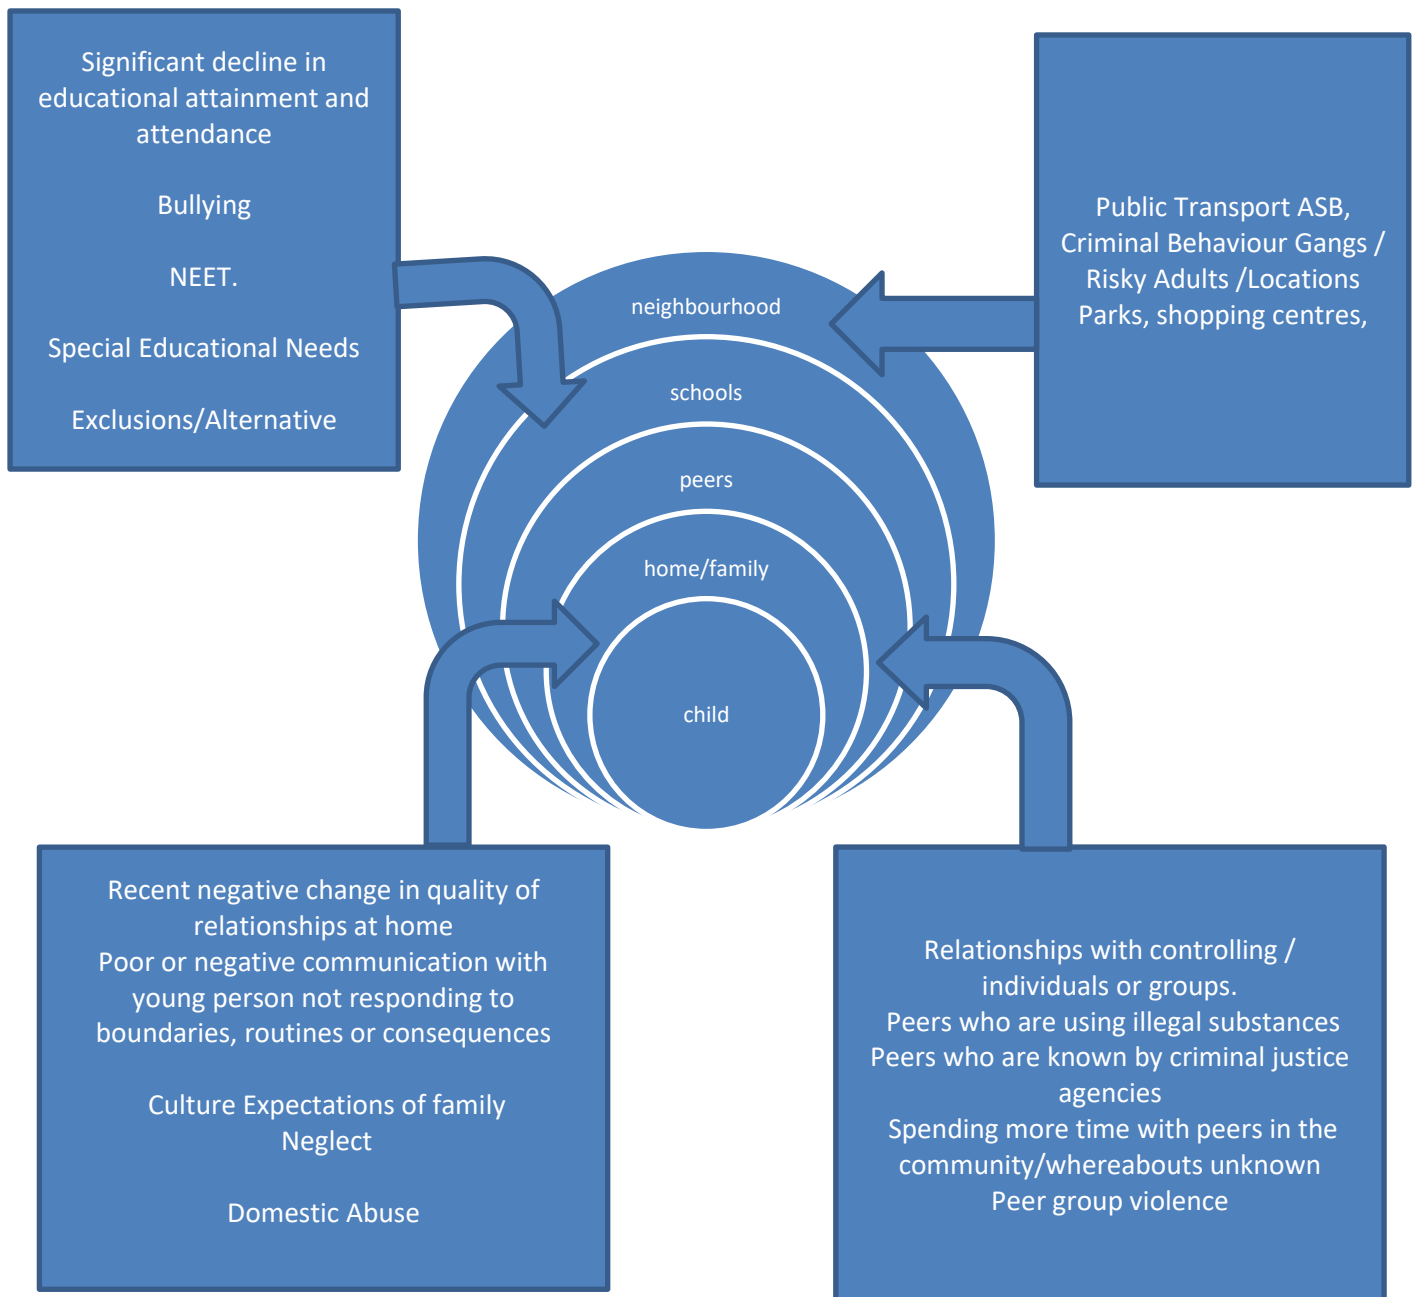 Significant decline in
educational attainment and
attendance
Bullying
NEET.
Special Educational Needs
Exclusions/Alternative
Public Transport ASB,
Criminal Behaviour Gangs /
Risky Adults /Locations
Parks, shopping centres,
neighbourhood
schools
peers
home/family
child
Recent negative change in quality of
relationships at home
Poor or negative communication with
young person not responding to
boundaries, routines or consequences
Culture Expectations of family
Neglect
Domestic Abuse
Relationships with controlling /
individuals or groups.
Peers who are using illegal substances
Peers who are known by criminal justice
agencies
Spending more time with peers in the
community/whereabouts unknown
Peer group violence